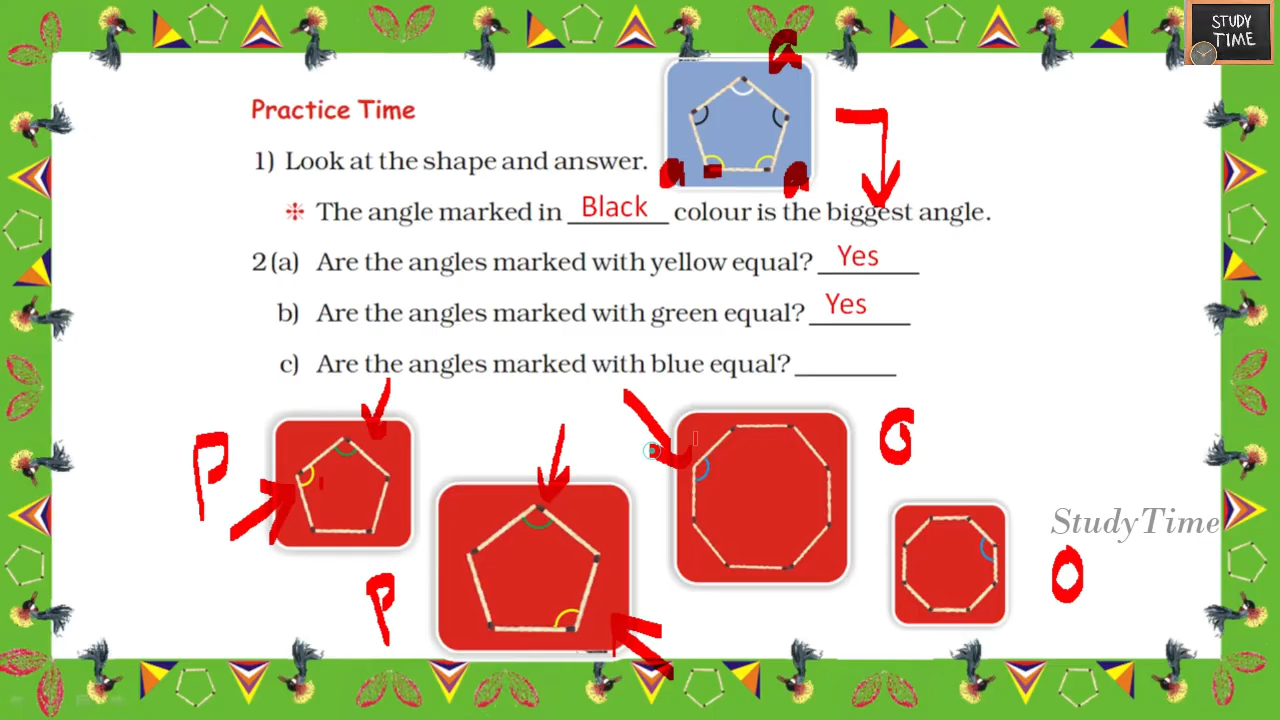 STUDY
TIME
Practice Time
1) Look at the shape and answer.
a
a
a
The angle marked in Black colour is the biggest angle.
2 (a) Are the angles marked with yellow equal? Yes
b) Are the angles marked with green equal? Yes
c) Are the angles marked with blue equal? ________
P
P
O
O
StudyTime